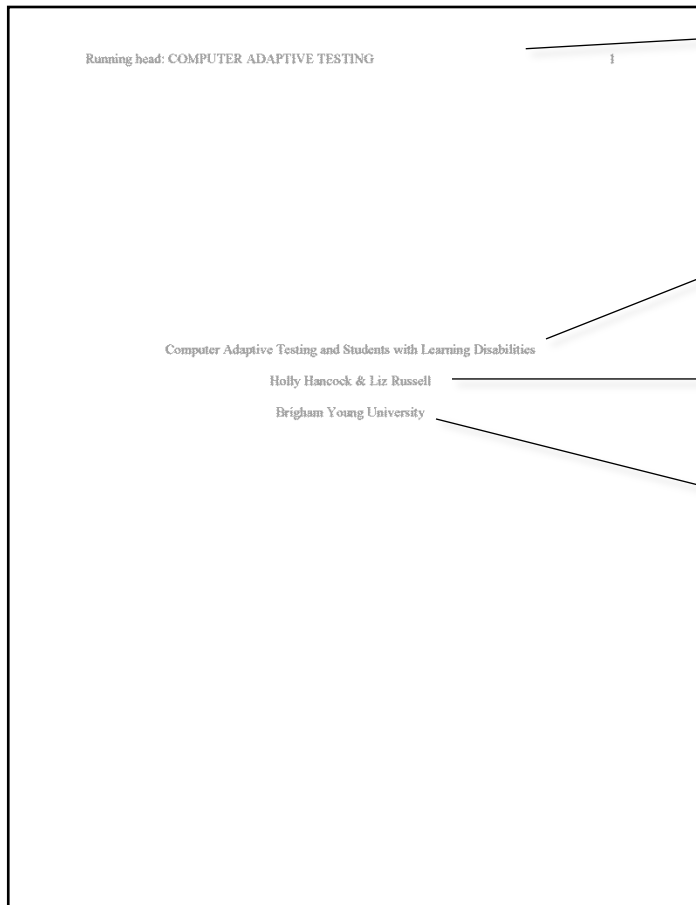 Running head: COMPUTER ADAPTIVE TESTING 1
Computer Adaptive Testing and Students with Learning Disabilities
Holly Hancock & Liz Russell
Brigham Young University